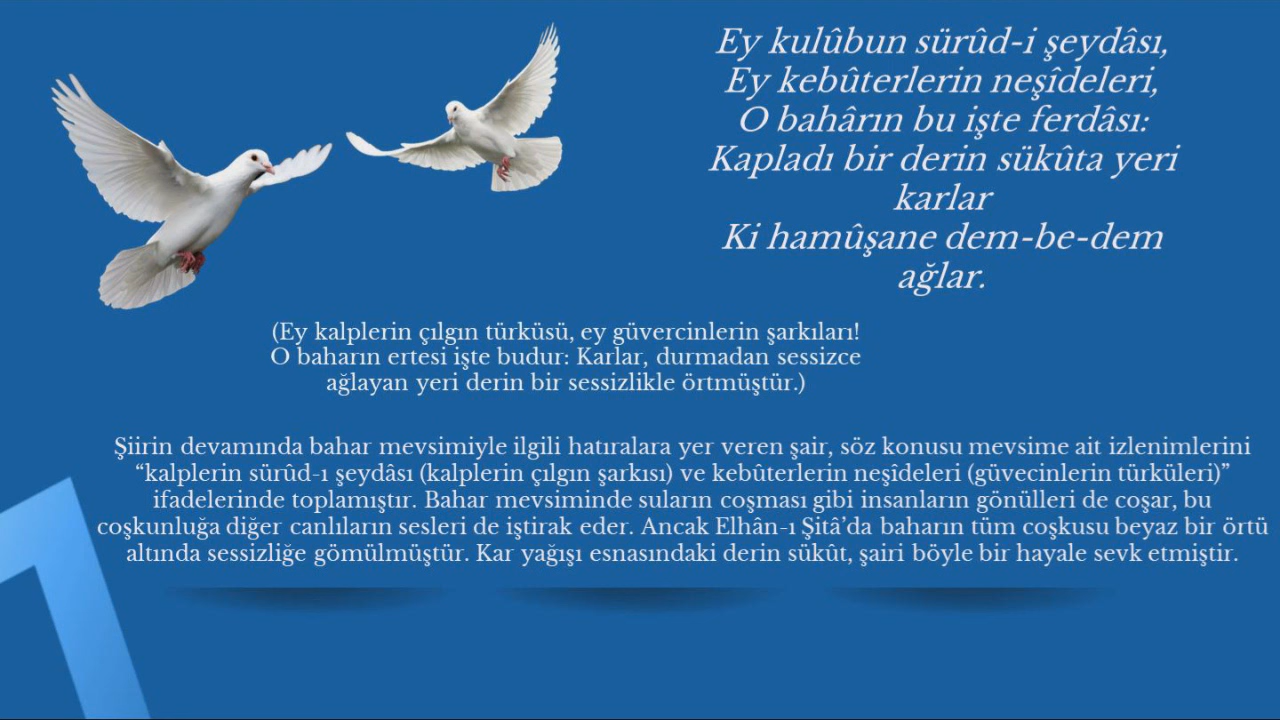 Ey kulûbun sürûd-i şeydâsı,
Ey kebûterlerin neşîdeleri,
O bahârın bu işte ferdâsı:
Kapladı bir derin sükûta yeri
karlar
Ki hamûşane dem-be-dem
ağlar.
(Ey kalplerin çılgın türküsü, ey güvercinlerin şarkıları!
O baharın ertesi işte budur: Karlar, durmadan sessizce
ağlayan yeri derin bir sessizlikle örtmüştür.)
Şiirin devamında bahar mevsimiyle ilgili hatıralara yer veren şair, söz konusu mevsime ait izlenimlerini
“kalplerin sürûd-ı şeydâsı (kalplerin çılgın şarkısı) ve kebûterlerin neşîdeleri (güvecinlerin türküleri)”
ifadelerinde toplamıştır. Bahar mevsiminde suların coşması gibi insanların gönülleri de coşar, bu
coşkunluğa diğer canlıların sesleri de iştirak eder. Ancak Elhân-ı Şitâ’da baharın tüm coşkusu beyaz bir örtü
altında sessizliğe gömülmüştür. Kar yağışı esnasındaki derin sükût, şairi böyle bir hayale sevk etmiştir.